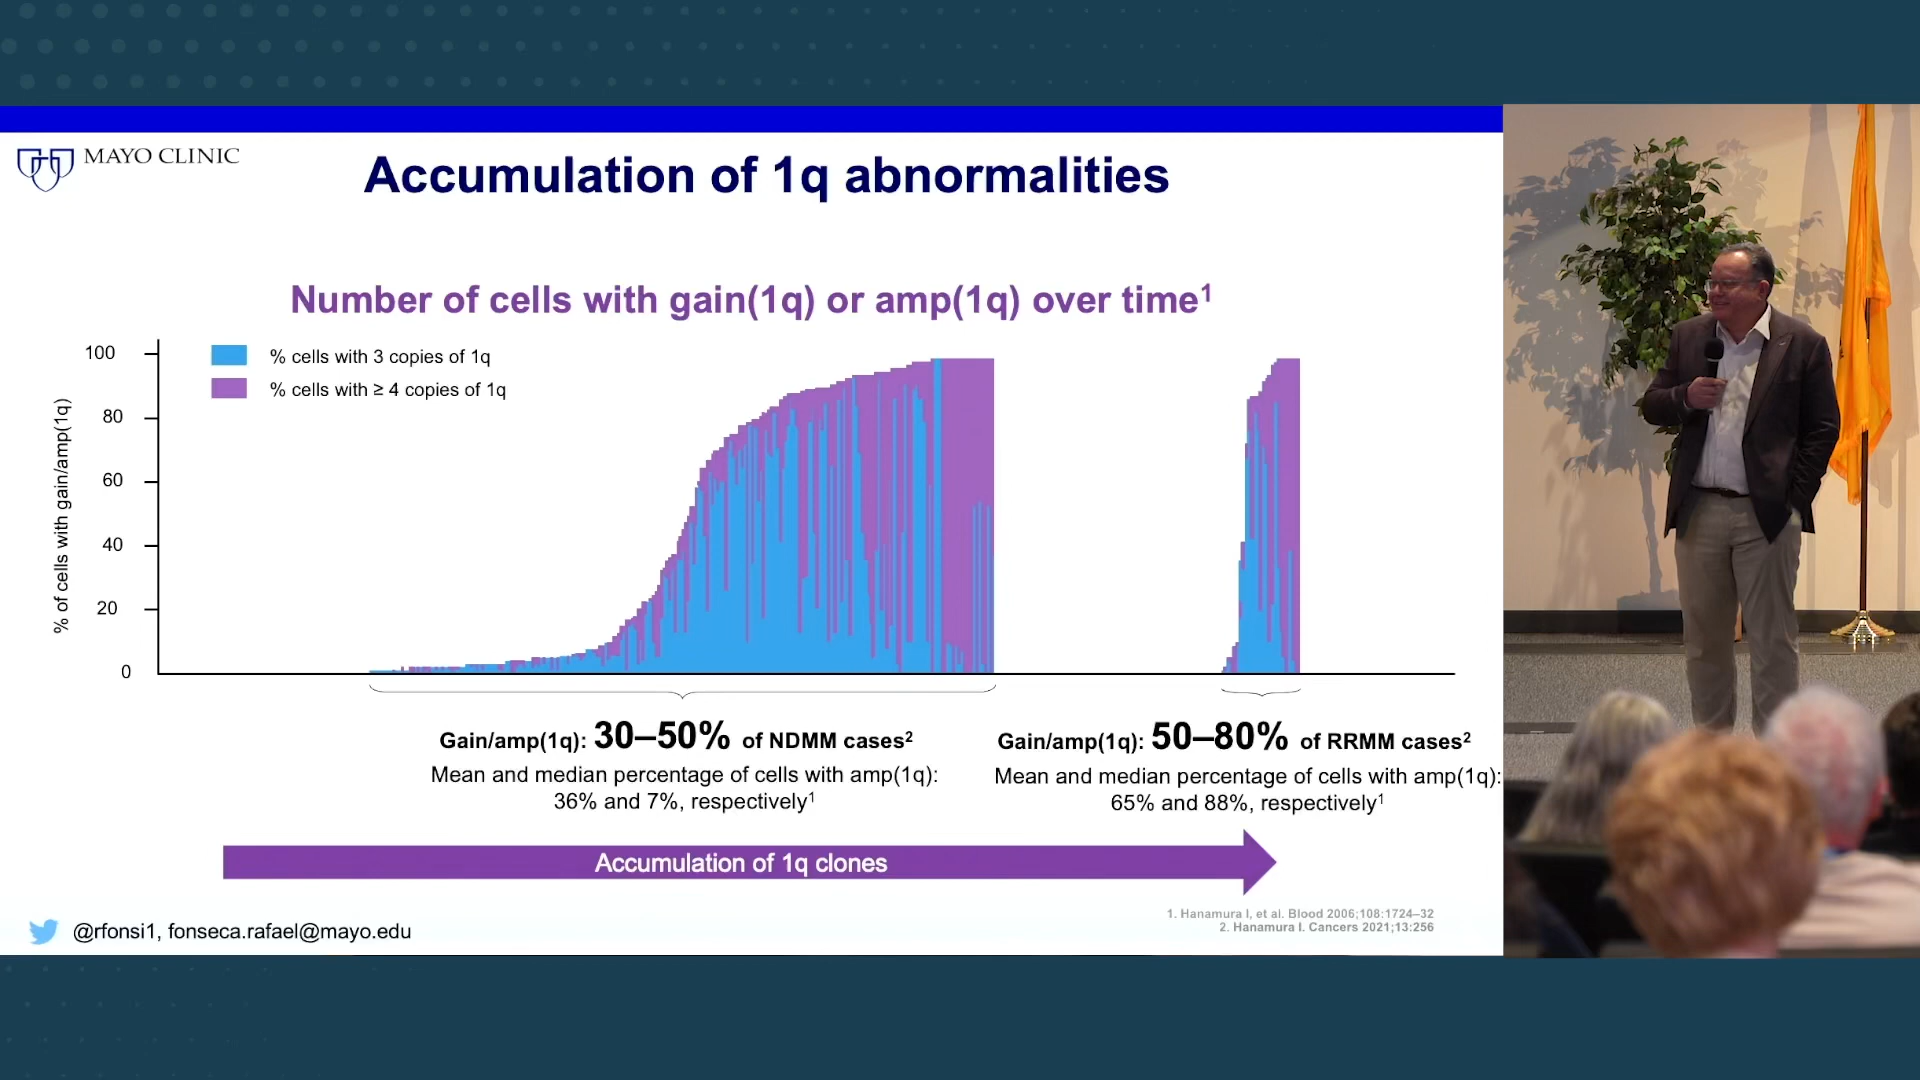 MAYO CLINIC
Accumulation of 1q abnormalities
Number of cells with gain(1q) or amp(1q) over time¹
% of cells with gain/amp(1q)
100
80
60
40
20
0
% cells with 3 copies of 1q
% cells with ≥ 4 copies of 1q
Gain/amp(1q): 30–50% of NDMM cases²
Mean and median percentage of cells with amp(1q):
36% and 7%, respectively¹
Gain/amp(1q): 50–80% of RRMM cases²
Mean and median percentage of cells with amp(1q):
65% and 88%, respectively¹
Accumulation of 1q clones
1. Hanamura I, et al. Blood 2006;108:1724–32
2. Hanamura I. Cancers 2021;13:256
@rfonsi1, fonseca.rafael@mayo.edu